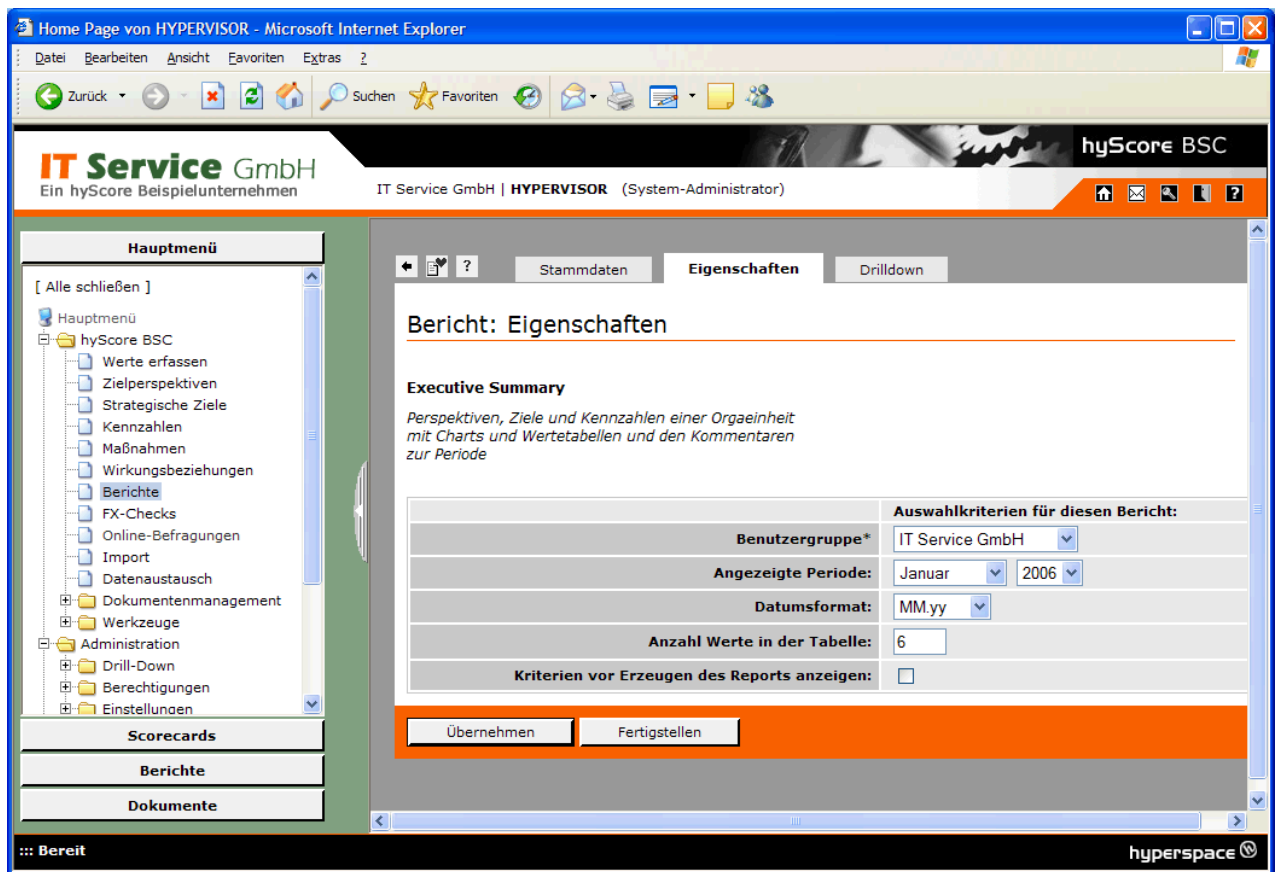 Home Page von HYPERVISOR - Microsoft Internet Explorer
Datei Bearbeiten Ansicht Favoriten Extras ?
Zurück Suchen Favoriten
hyScore BSC
IT Service GmbH
Ein hyScore Beispielunternehmen
IT Service GmbH | HYPERVISOR (System-Administrator)
?
Hauptmenü
[ Alle schließen ]
Hauptmenü
hyScore BSC
Werte erfassen
Zielperspektiven
Strategische Ziele
Kennzahlen
Maßnahmen
Wirkungsbeziehungen
Berichte
FX-Checks
Online-Befragungen
Import
Datenaustausch
Dokumentenmanagement
Werkzeuge
Administration
Drill-Down
Berechtigungen
Einstellungen
Scorecards
Berichte
Dokumente
? Stammdaten Eigenschaften Drilldown
Bericht: Eigenschaften
Executive Summary
Perspektiven, Ziele und Kennzahlen einer Orgaeinheit
mit Charts und Wertetabellen und den Kommentaren
zur Periode
Auswahlkriterien für diesen Bericht:
Benutzergruppe* IT Service GmbH
Angezeigte Periode: Januar 2006
Datumsformat: MM.yy
Anzahl Werte in der Tabelle: 6
Kriterien vor Erzeugen des Reports anzeigen:
Übernehmen Fertigstellen
::: Bereit
hyperspace